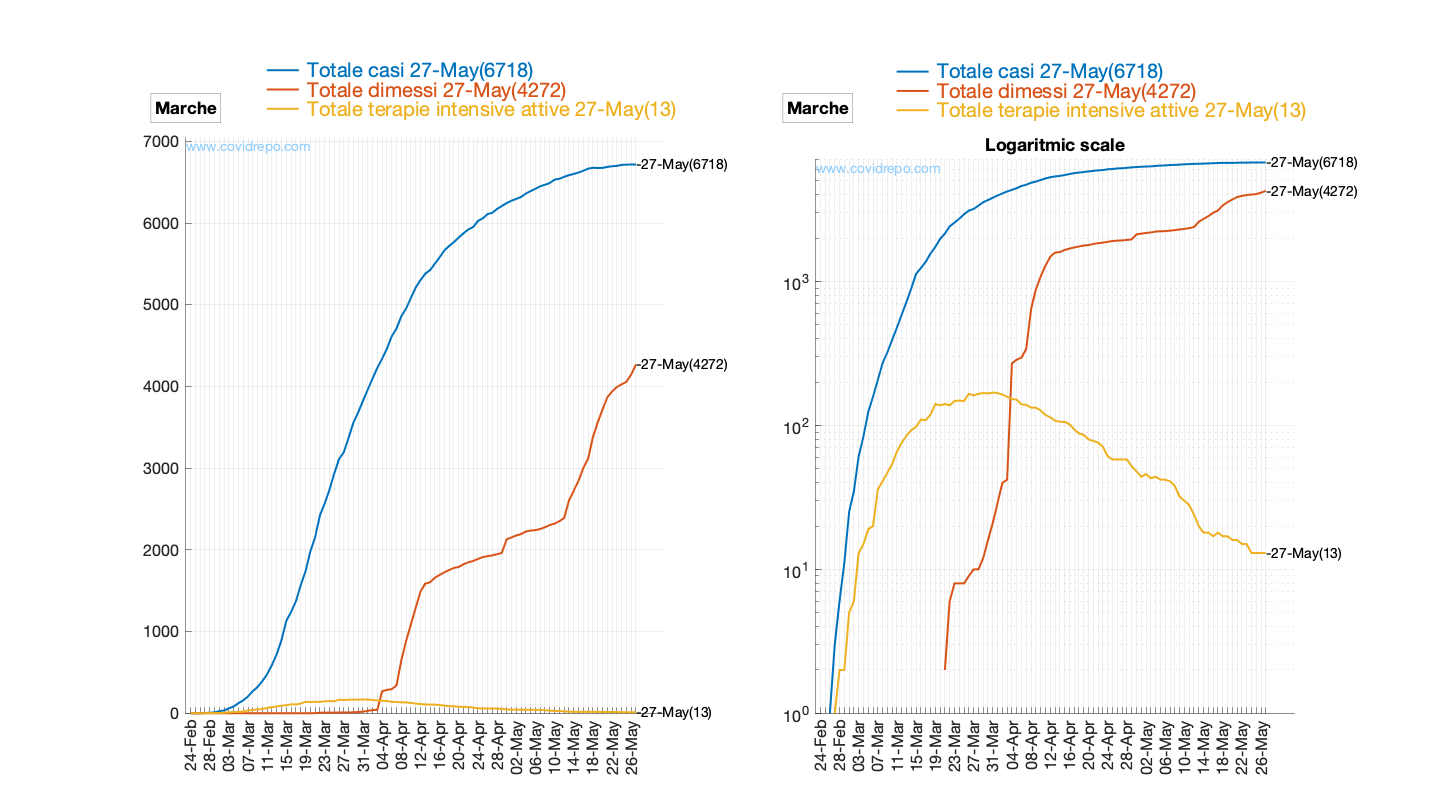 Totale casi 27-May(6718)
Totale dimessi 27-May(4272)
Totale terapie intensive attive 27-May(13)
Marche
www.covidrepo.com
7000
6000
5000
4000
3000
2000
1000
0
-27-May(6718)
-27-May(4272)
-27-May(13)
24-Feb
28-Feb
03-Mar
07-Mar
11-Mar
15-Mar
19-Mar
23-Mar
27-Mar
31-Mar
04-Apr
08-Apr
12-Apr
16-Apr
20-Apr
24-Apr
28-Apr
02-May
06-May
10-May
14-May
18-May
22-May
26-May
Totale casi 27-May(6718)
Totale dimessi 27-May(4272)
Totale terapie intensive attive 27-May(13)
Marche
Logaritmic scale
www.covidrepo.com
10³
10²
10¹
10⁰
-27-May(6718)
-27-May(4272)
-27-May(13)
24-Feb
28-Feb
03-Mar
07-Mar
11-Mar
15-Mar
19-Mar
23-Mar
27-Mar
31-Mar
04-Apr
08-Apr
12-Apr
16-Apr
20-Apr
24-Apr
28-Apr
02-May
06-May
10-May
14-May
18-May
22-May
26-May